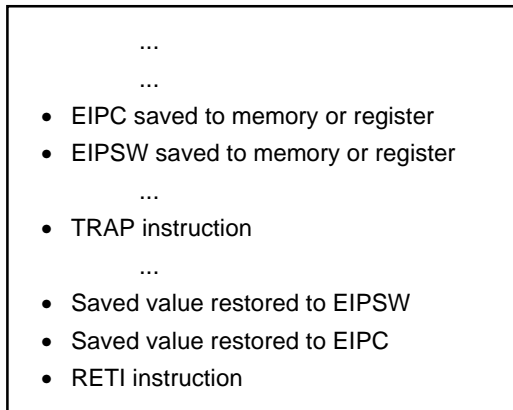 ...
...
• EIPC saved to memory or register
• EIPSW saved to memory or register
...
• TRAP instruction
...
• Saved value restored to EIPSW
• Saved value restored to EIPC
• RETI instruction